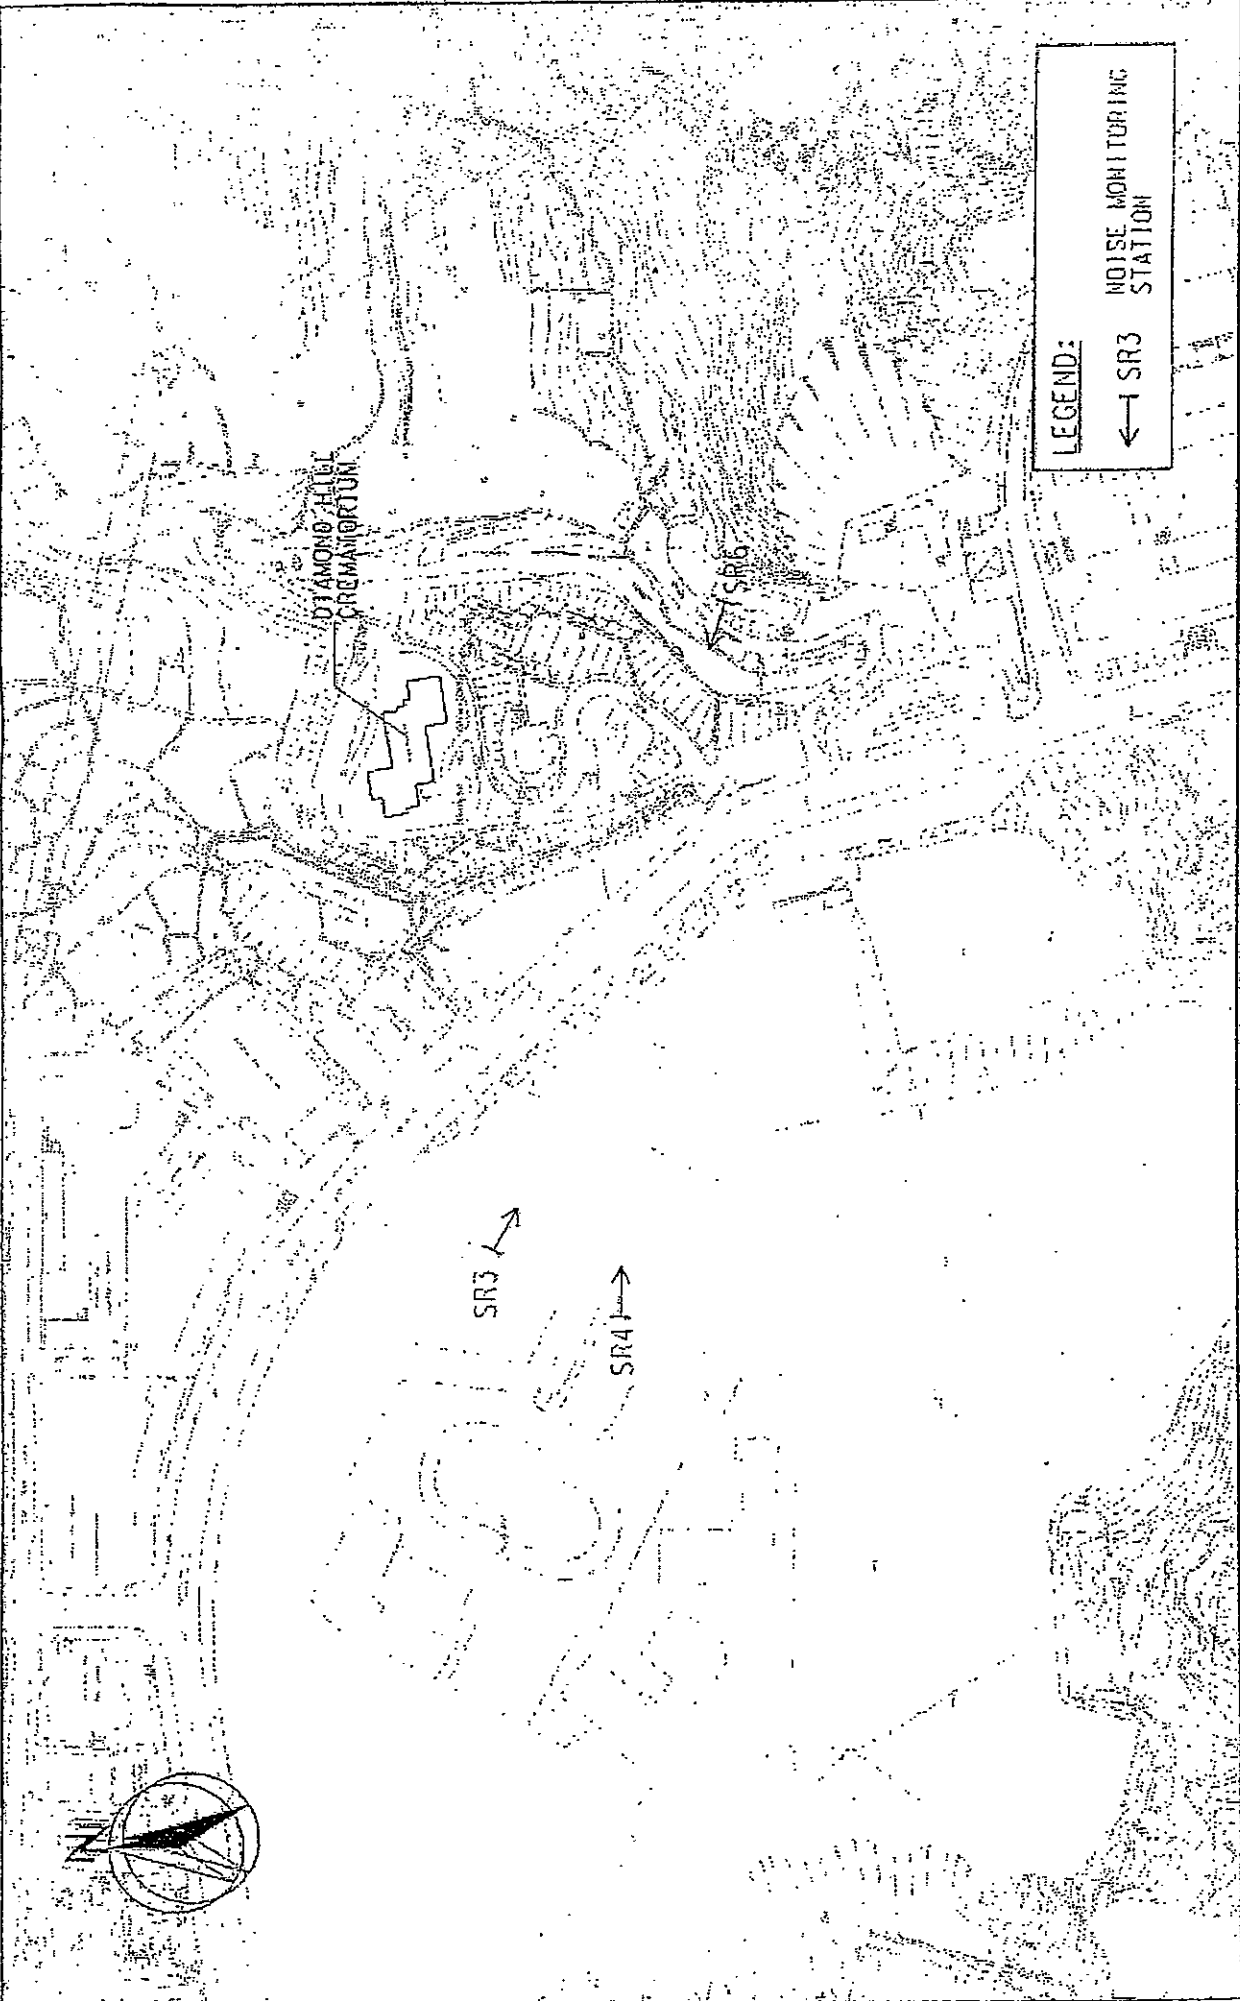 DIAMOND HILL
CREMATORIUM
SR6
SR3
SR4
N
LEGEND:
SR3 NOISE MONITORING
STATION